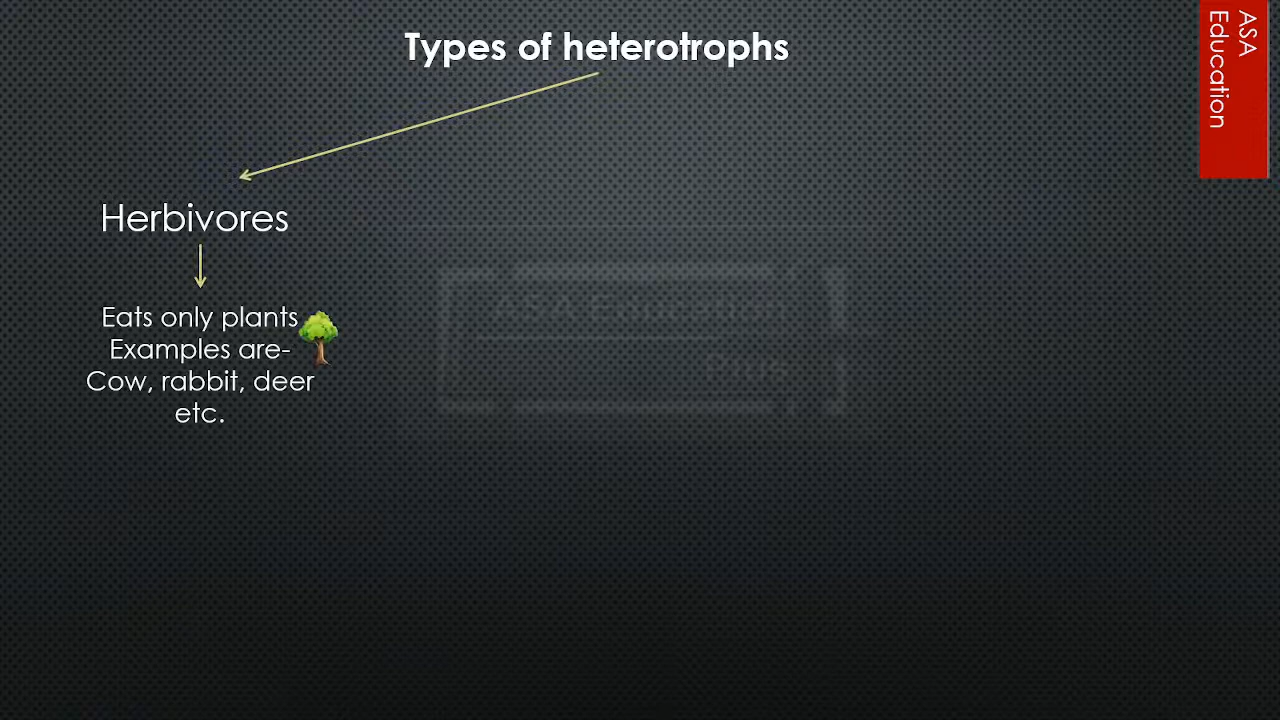 Types of heterotrophs
ASA
Education
Herbivores
Eats only plants
Examples are-
Cow, rabbit, deer
etc.